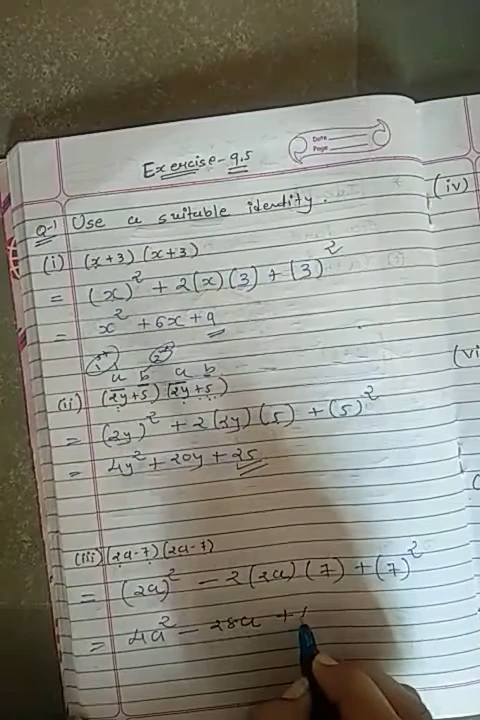 Exercise-9.5
Date
Page
Q-1 Use a suitable identity.
(i) (x+3) (x+3)
= (x)² + 2(x)(3) + (3)²
= x² + 6x + 9
a b a b
(ii) (2y+5) (2y+5)
= (2y)² + 2(2y)(5) + (5)²
= 4y² + 20y + 25
(iii) (2a-7) (2a-7)
= (2a)² - 2(2a)(7) + (7)²
= 4a² - 28a +
(iv)